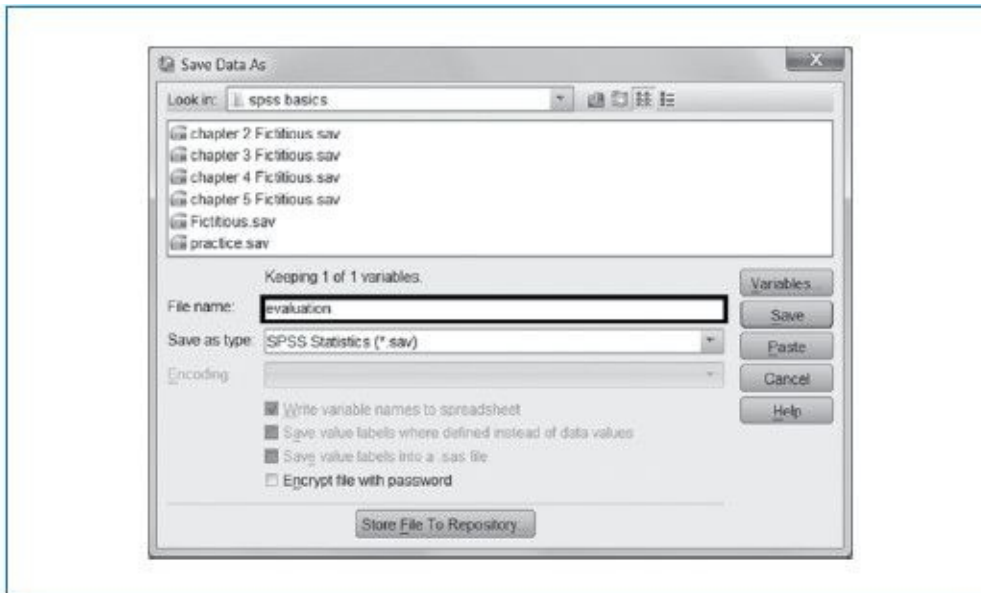 Save Data As
Look in: spss basics
chapter 2 Fictitious.sav
chapter 3 Fictitious.sav
chapter 4 Fictitious.sav
chapter 5 Fictitious.sav
Fictitious.sav
practice.sav
Keeping 1 of 1 variables.
Variables...
File name: evaluation
Save
Save as type: SPSS Statistics (*.sav)
Paste
Encoding:
Cancel
Write variable names to spreadsheet
Help
Save value labels where defined instead of data values
Save value labels into a .sas file
Encrypt file with password
Store File To Repository...